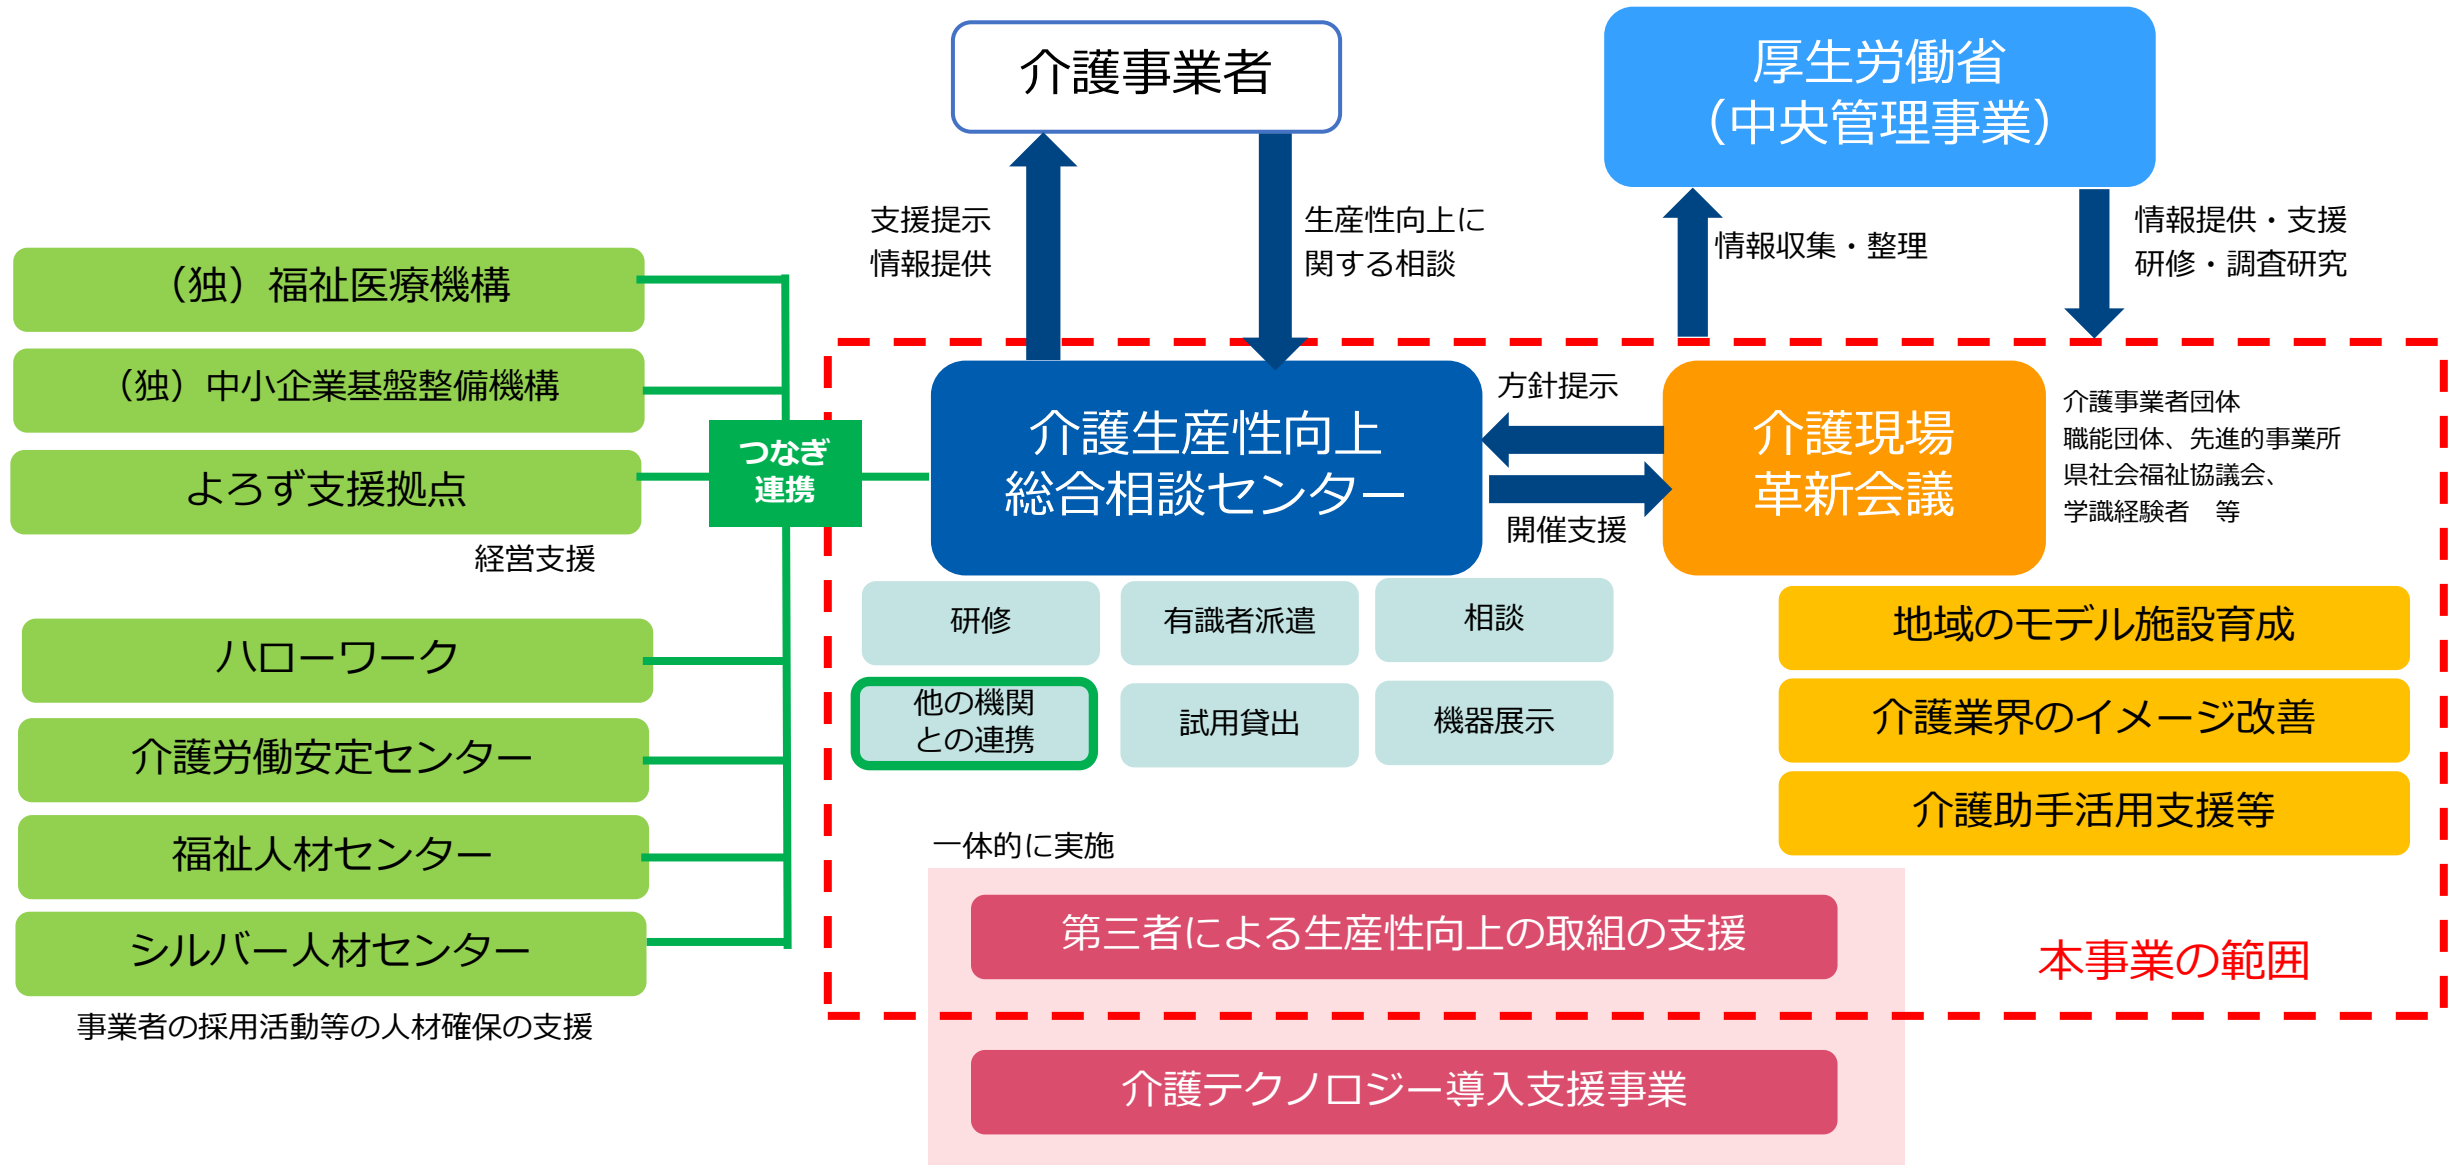 介護事業者
厚生労働省
（中央管理事業）
支援提示
情報提供
生産性向上に
関する相談
情報収集・整理
情報提供・支援
研修・調査研究
（独）福祉医療機構
（独）中小企業基盤整備機構
よろず支援拠点
経営支援
つなぎ
連携
介護生産性向上
総合相談センター
方針提示
開催支援
介護現場
革新会議
介護事業者団体
職能団体、先進的事業所
県社会福祉協議会、
学識経験者　等
研修
有識者派遣
相談
他の機関
との連携
試用貸出
機器展示
地域のモデル施設育成
介護業界のイメージ改善
介護助手活用支援等
ハローワーク
介護労働安定センター
福祉人材センター
シルバー人材センター
事業者の採用活動等の人材確保の支援
一体的に実施
第三者による生産性向上の取組の支援
本事業の範囲
介護テクノロジー導入支援事業